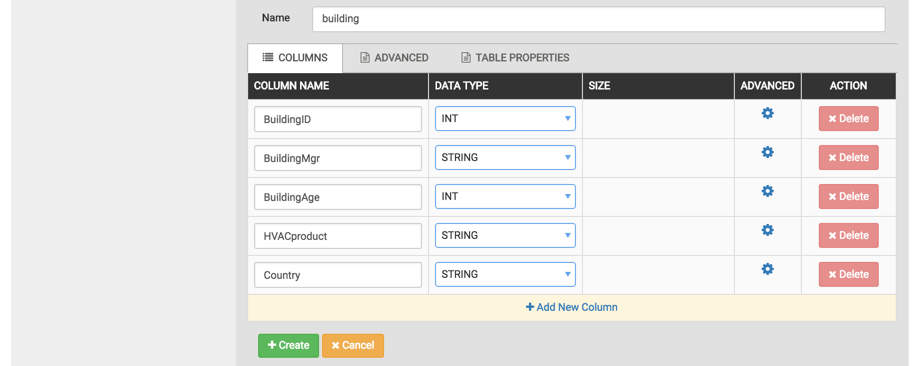 Name building
COLUMNS ADVANCED TABLE PROPERTIES
COLUMN NAME DATA TYPE SIZE ADVANCED ACTION
BuildingID INT Delete
BuildingMgr STRING Delete
BuildingAge INT Delete
HVACproduct STRING Delete
Country STRING Delete
+ Add New Column
+ Create × Cancel